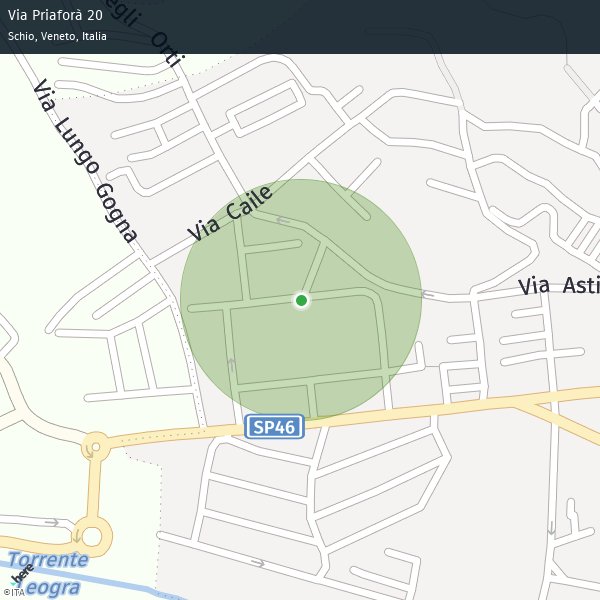 Via Priaforà 20
Schio, Veneto, Italia
egli Orti
Via Lungo Gogna
Via Caile
Via Asti
SP46
Torrente
Leogra
here
©ITA